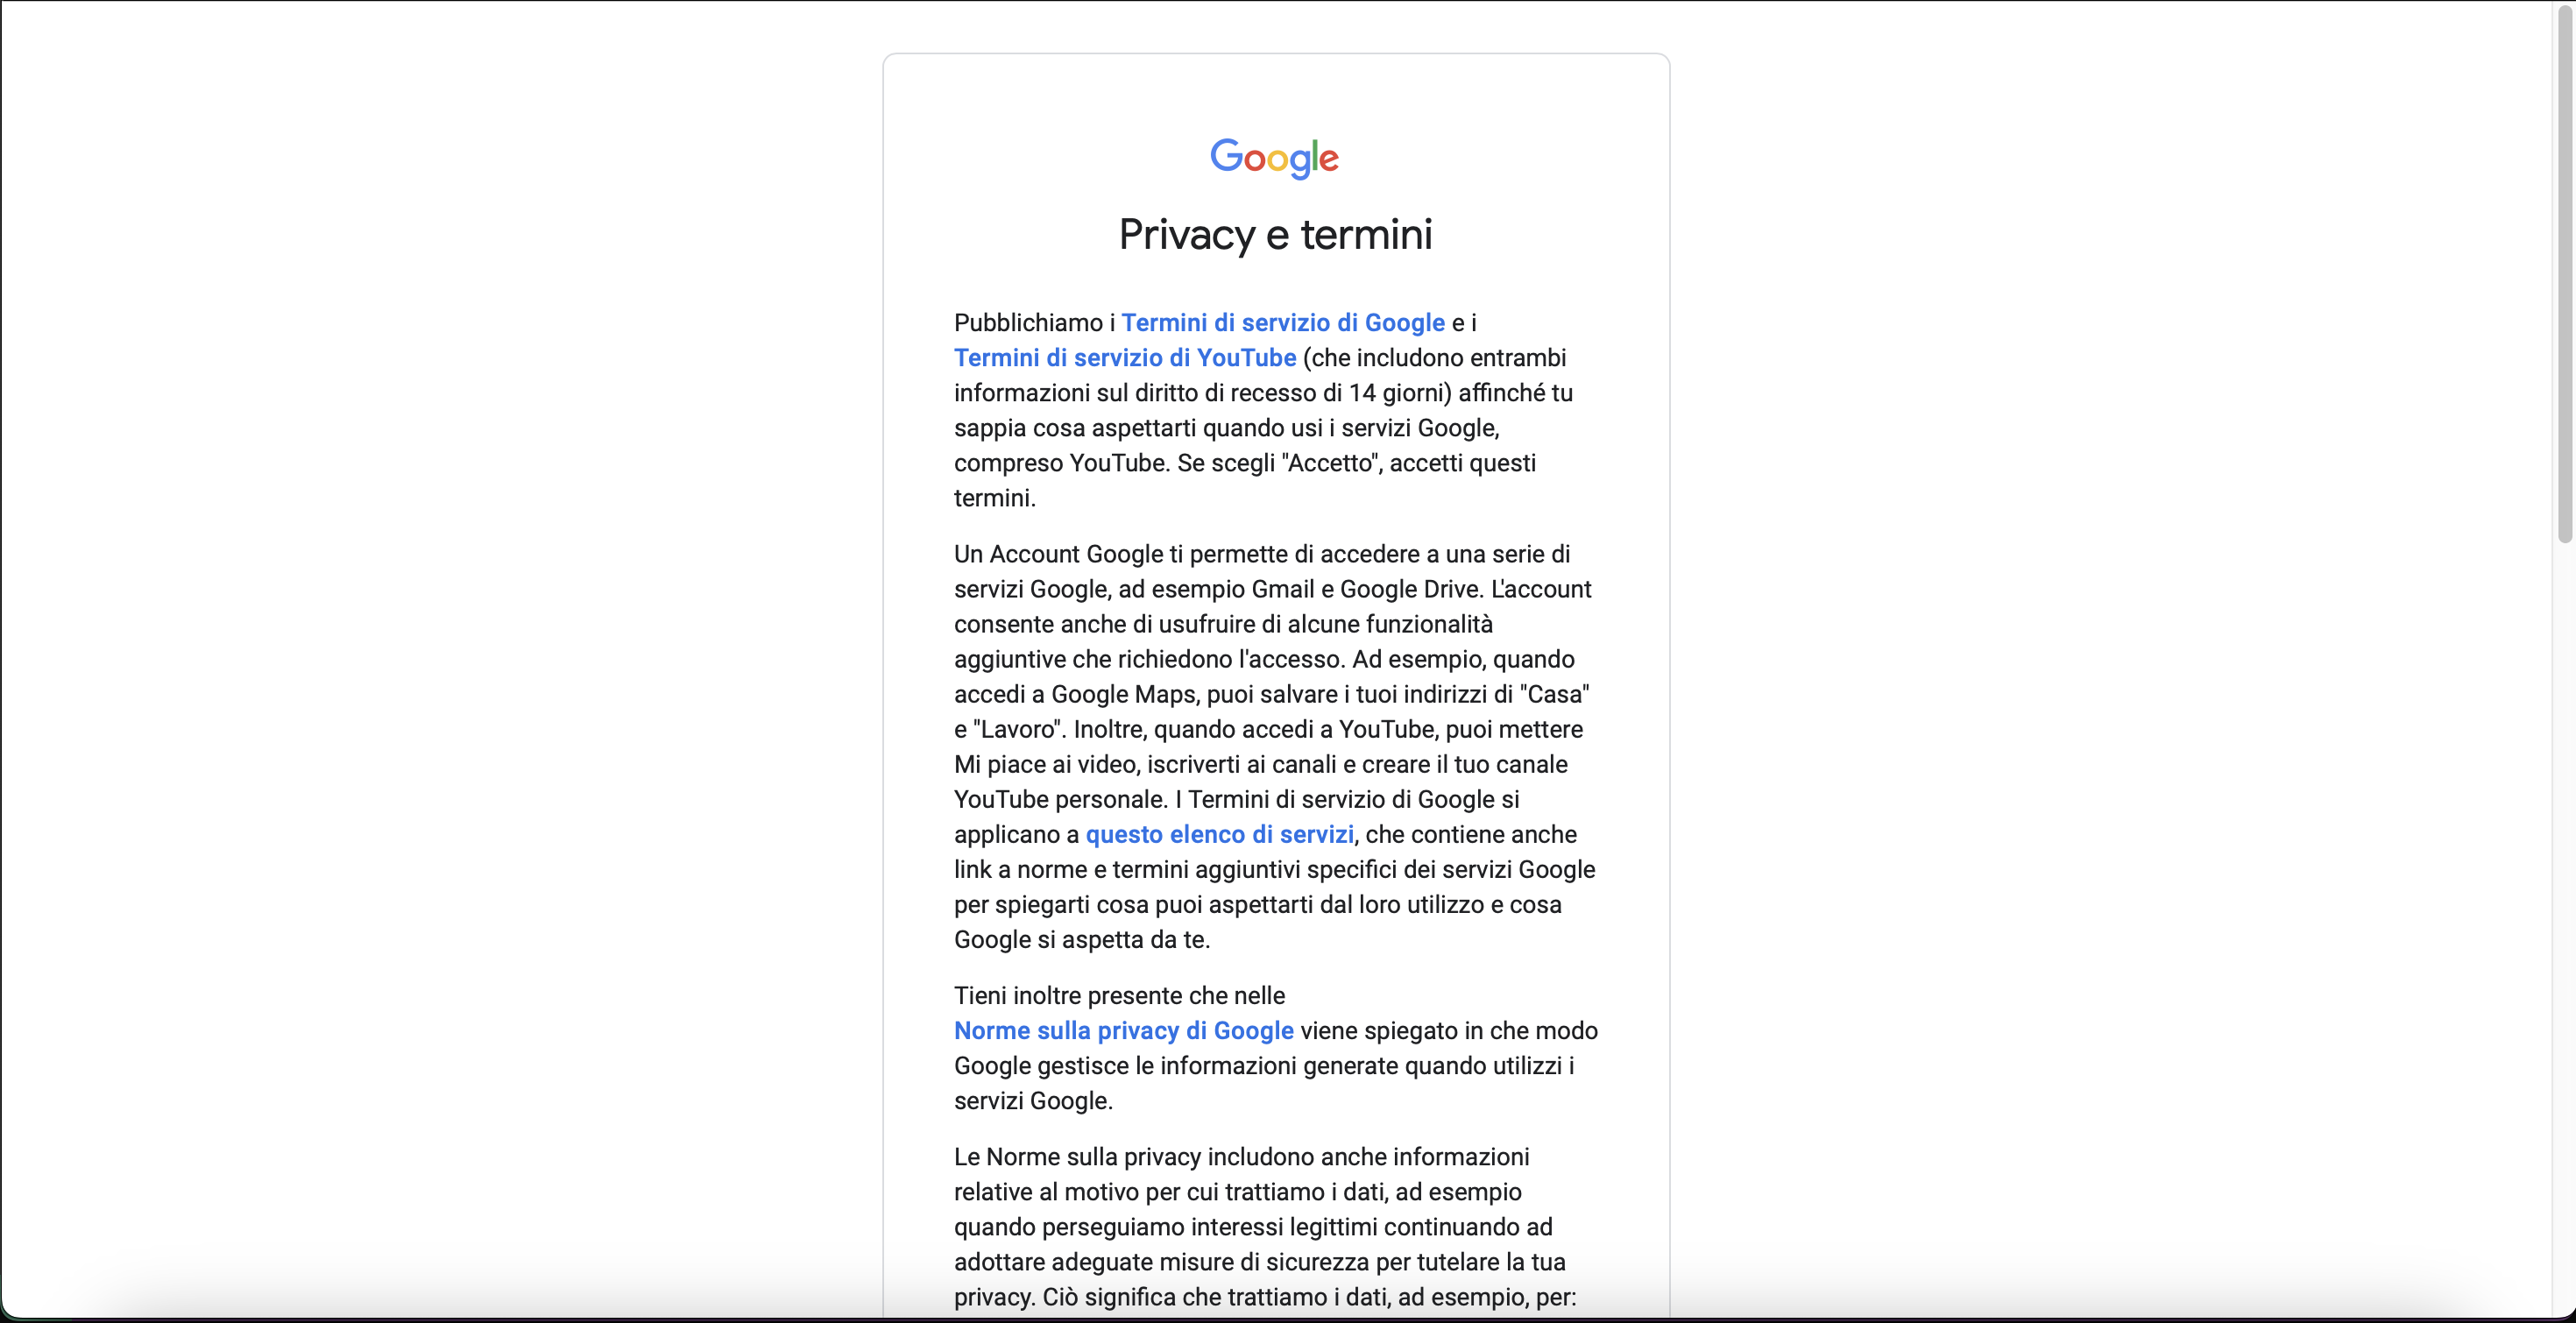 Google
Privacy e termini
Pubblichiamo i Termini di servizio di Google e i
Termini di servizio di YouTube (che includono entrambi
informazioni sul diritto di recesso di 14 giorni) affinché tu
sappia cosa aspettarti quando usi i servizi Google,
compreso YouTube. Se scegli "Accetto", accetti questi
termini.
Un Account Google ti permette di accedere a una serie di
servizi Google, ad esempio Gmail e Google Drive. L'account
consente anche di usufruire di alcune funzionalità
aggiuntive che richiedono l'accesso. Ad esempio, quando
accedi a Google Maps, puoi salvare i tuoi indirizzi di "Casa"
e "Lavoro". Inoltre, quando accedi a YouTube, puoi mettere
Mi piace ai video, iscriverti ai canali e creare il tuo canale
YouTube personale. I Termini di servizio di Google si
applicano a questo elenco di servizi, che contiene anche
link a norme e termini aggiuntivi specifici dei servizi Google
per spiegarti cosa puoi aspettarti dal loro utilizzo e cosa
Google si aspetta da te.
Tieni inoltre presente che nelle
Norme sulla privacy di Google viene spiegato in che modo
Google gestisce le informazioni generate quando utilizzi i
servizi Google.
Le Norme sulla privacy includono anche informazioni
relative al motivo per cui trattiamo i dati, ad esempio
quando perseguiamo interessi legittimi continuando ad
adottare adeguate misure di sicurezza per tutelare la tua
privacy. Ciò significa che trattiamo i dati, ad esempio, per: